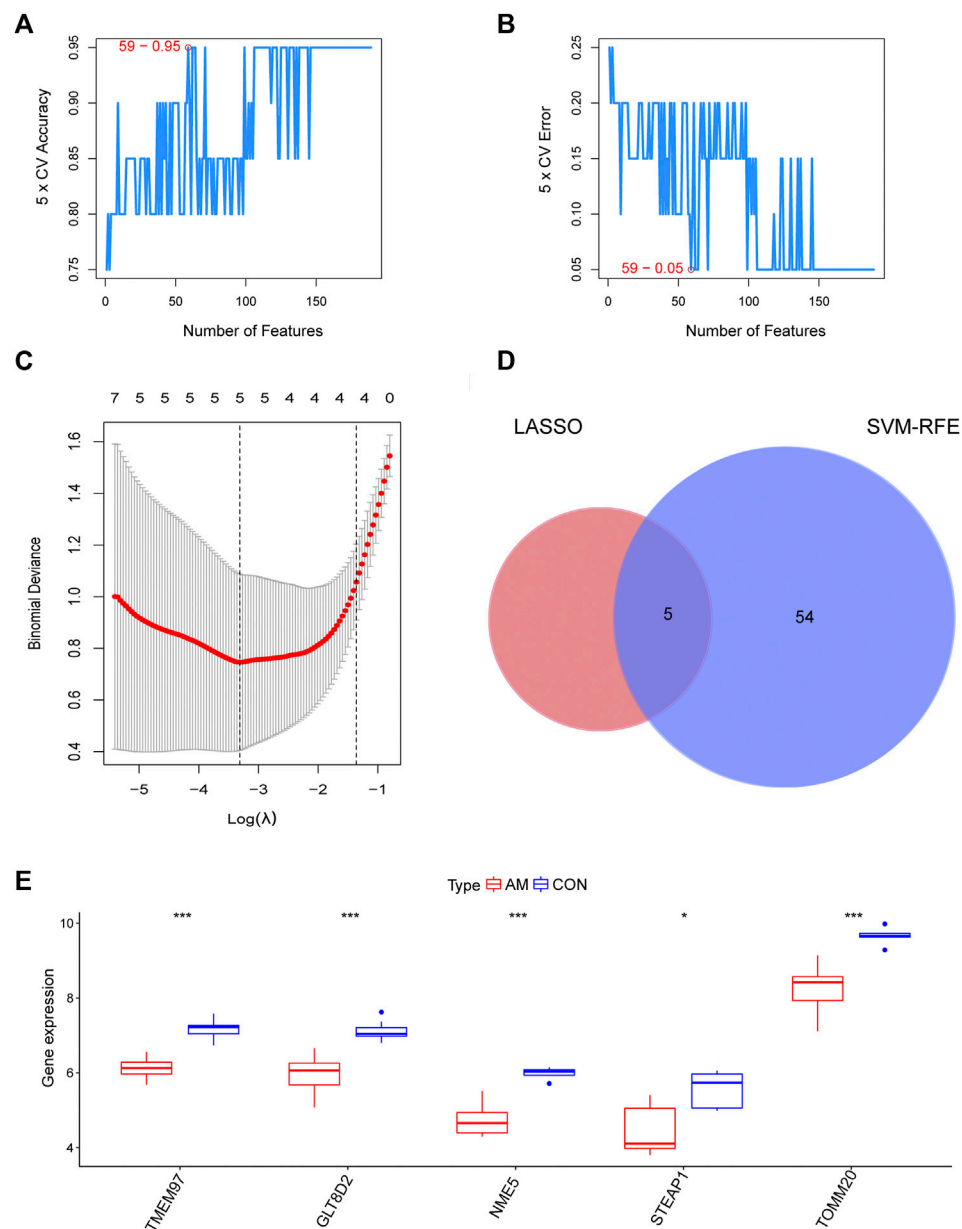 A
59 − 0.95
5 x CV Accuracy
0.95
0.90
0.85
0.80
0.75
0 50 100 150
Number of Features
B
59 − 0.05
5 x CV Error
0.25
0.20
0.15
0.10
0.05
0 50 100 150
Number of Features
C
7 5 5 5 5 5 5 4 4 4 4 0
Binomial Deviance
1.6
1.4
1.2
1.0
0.8
0.6
0.4
−5 −4 −3 −2 −1
Log(λ)
D
LASSO SVM-RFE
5 54
E
Type AM CON
*** *** *** * ***
Gene expression
10
8
6
4
TMEM97
GLT8D2
NME5
STEAP1
TOMM20